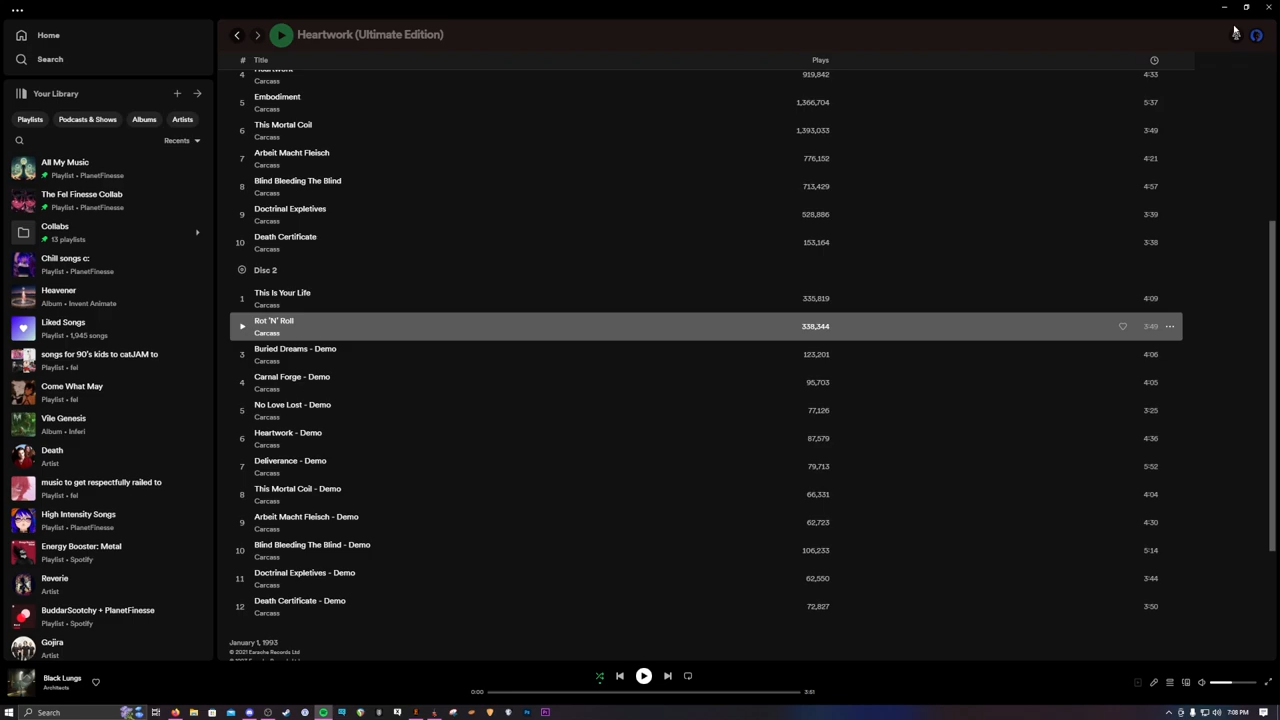 Home
Search
Your Library
Playlists
Podcasts & Shows
Albums
Artists
Recents
All My Music
Playlist • PlanetFinesse
The Fel Finesse Collab
Playlist • PlanetFinesse
Collabs
13 playlists
Chill songs c:
Playlist • PlanetFinesse
Heavener
Album • Invent Animate
Liked Songs
Playlist • 1,945 songs
songs for 90's kids to catJAM to
Playlist • fel
Come What May
Playlist • fel
Vile Genesis
Album • Inferi
Death
Artist
music to get respectfully railed to
Playlist • fel
High Intensity Songs
Playlist • PlanetFinesse
Energy Booster: Metal
Playlist • Spotify
Reverie
Artist
BuddarScotchy + PlanetFinesse
Playlist • Spotify
Gojira
Artist
Heartwork (Ultimate Edition)
# Title Plays
4 Heartwork 919,842 4:33
Carcass
5 Embodiment 1,366,704 5:37
Carcass
6 This Mortal Coil 1,393,033 3:49
Carcass
7 Arbeit Macht Fleisch 776,152 4:21
Carcass
8 Blind Bleeding The Blind 713,429 4:57
Carcass
9 Doctrinal Expletives 528,886 3:39
Carcass
10 Death Certificate 153,164 3:38
Carcass
Disc 2
1 This Is Your Life 335,819 4:09
Carcass
Rot 'N' Roll 338,344 3:49
Carcass
3 Buried Dreams - Demo 123,201 4:06
Carcass
4 Carnal Forge - Demo 95,703 4:05
Carcass
5 No Love Lost - Demo 77,126 3:25
Carcass
6 Heartwork - Demo 87,579 4:36
Carcass
7 Deliverance - Demo 79,713 5:52
Carcass
8 This Mortal Coil - Demo 66,331 4:04
Carcass
9 Arbeit Macht Fleisch - Demo 62,723 4:30
Carcass
10 Blind Bleeding The Blind - Demo 106,233 5:14
Carcass
11 Doctrinal Expletives - Demo 62,550 3:44
Carcass
12 Death Certificate - Demo 72,827 3:50
Carcass
January 1, 1993
© 2021 Earache Records Ltd
Black Lungs
Architects
0:00 3:51
Search
7:08 PM